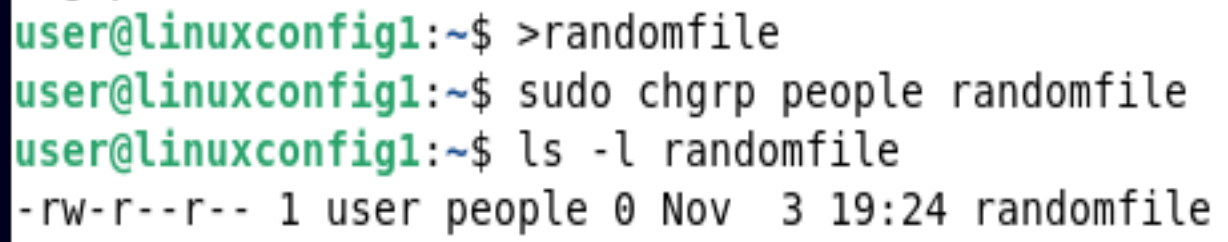 user@linuxconfig1:~$ >randomfile
user@linuxconfig1:~$ sudo chgrp people randomfile
user@linuxconfig1:~$ ls -l randomfile
-rw-r--r-- 1 user people 0 Nov  3 19:24 randomfile